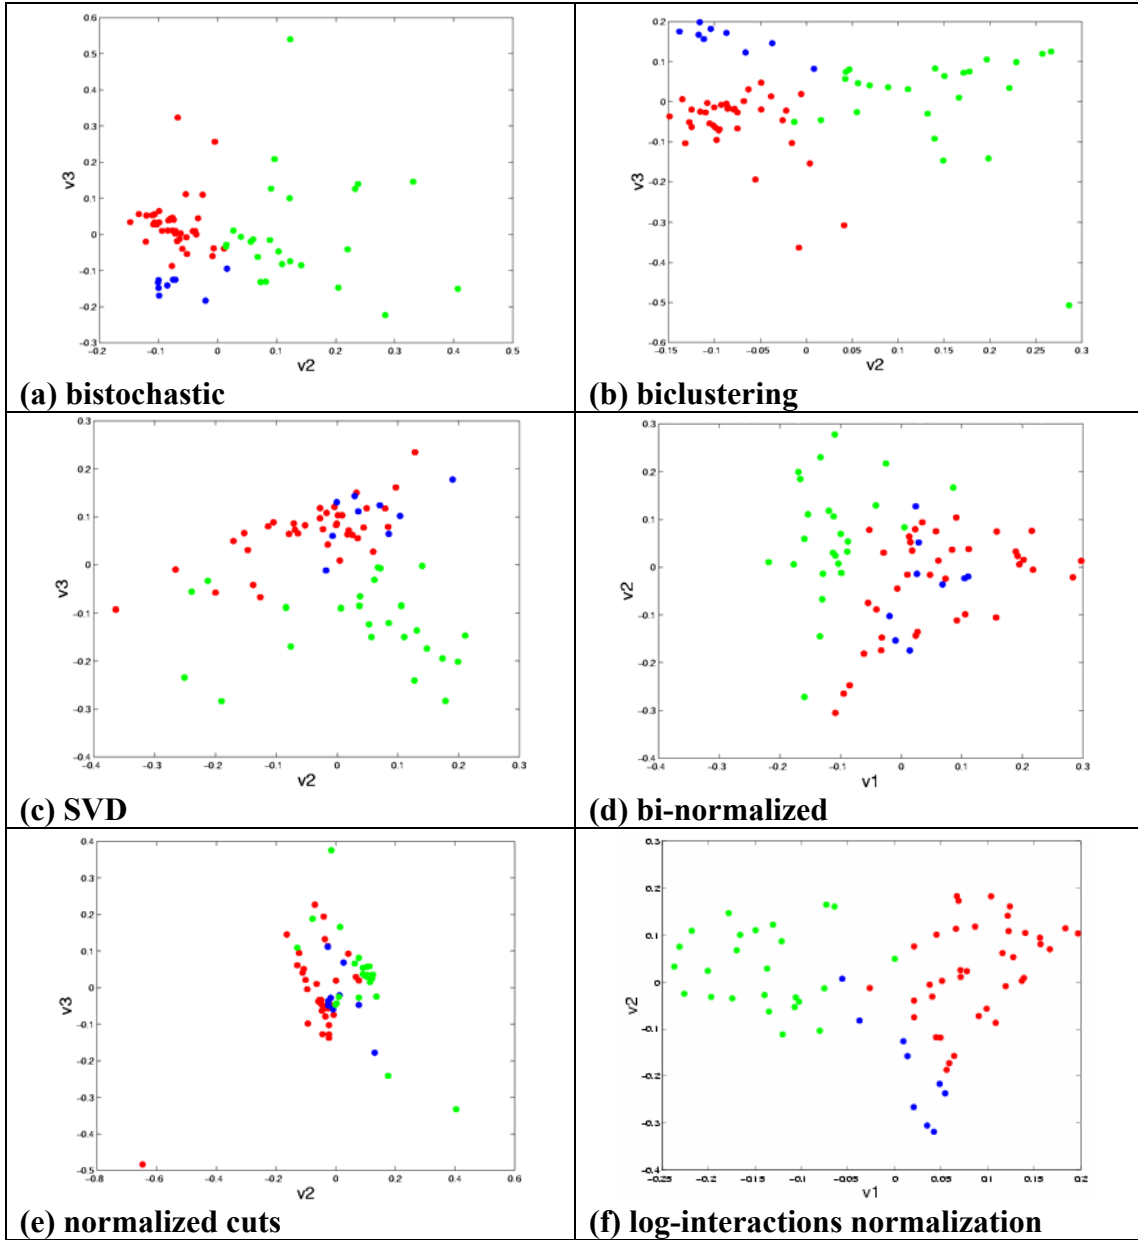 0.6
0.5
0.4
0.3
0.2
0.1
0
-0.1
-0.2
-0.3
v3
-0.2 -0.1 0 0.1 0.2 0.3 0.4 0.5
v2
(a) bistochastic
0.2
0.1
0
-0.1
-0.2
-0.3
-0.4
-0.5
-0.6
v3
-0.15 -0.1 -0.05 0 0.05 0.1 0.15 0.2 0.25 0.3
v2
(b) biclustering
0.3
0.2
0.1
0
-0.1
-0.2
-0.3
-0.4
v3
-0.4 -0.3 -0.2 -0.1 0 0.1 0.2 0.3
v2
(c) SVD
0.3
0.2
0.1
0
-0.1
-0.2
-0.3
-0.4
v2
-0.4 -0.3 -0.2 -0.1 0 0.1 0.2 0.3
v1
(d) bi-normalized
0.4
0.3
0.2
0.1
0
-0.1
-0.2
-0.3
-0.4
-0.5
v3
-0.8 -0.6 -0.4 -0.2 0 0.2 0.4 0.6
v2
(e) normalized cuts
0.3
0.2
0.1
0
-0.1
-0.2
-0.3
-0.4
v2
-0.25 -0.2 -0.15 -0.1 -0.05 0 0.05 0.1 0.15 0.2
v1
(f) log-interactions normalization